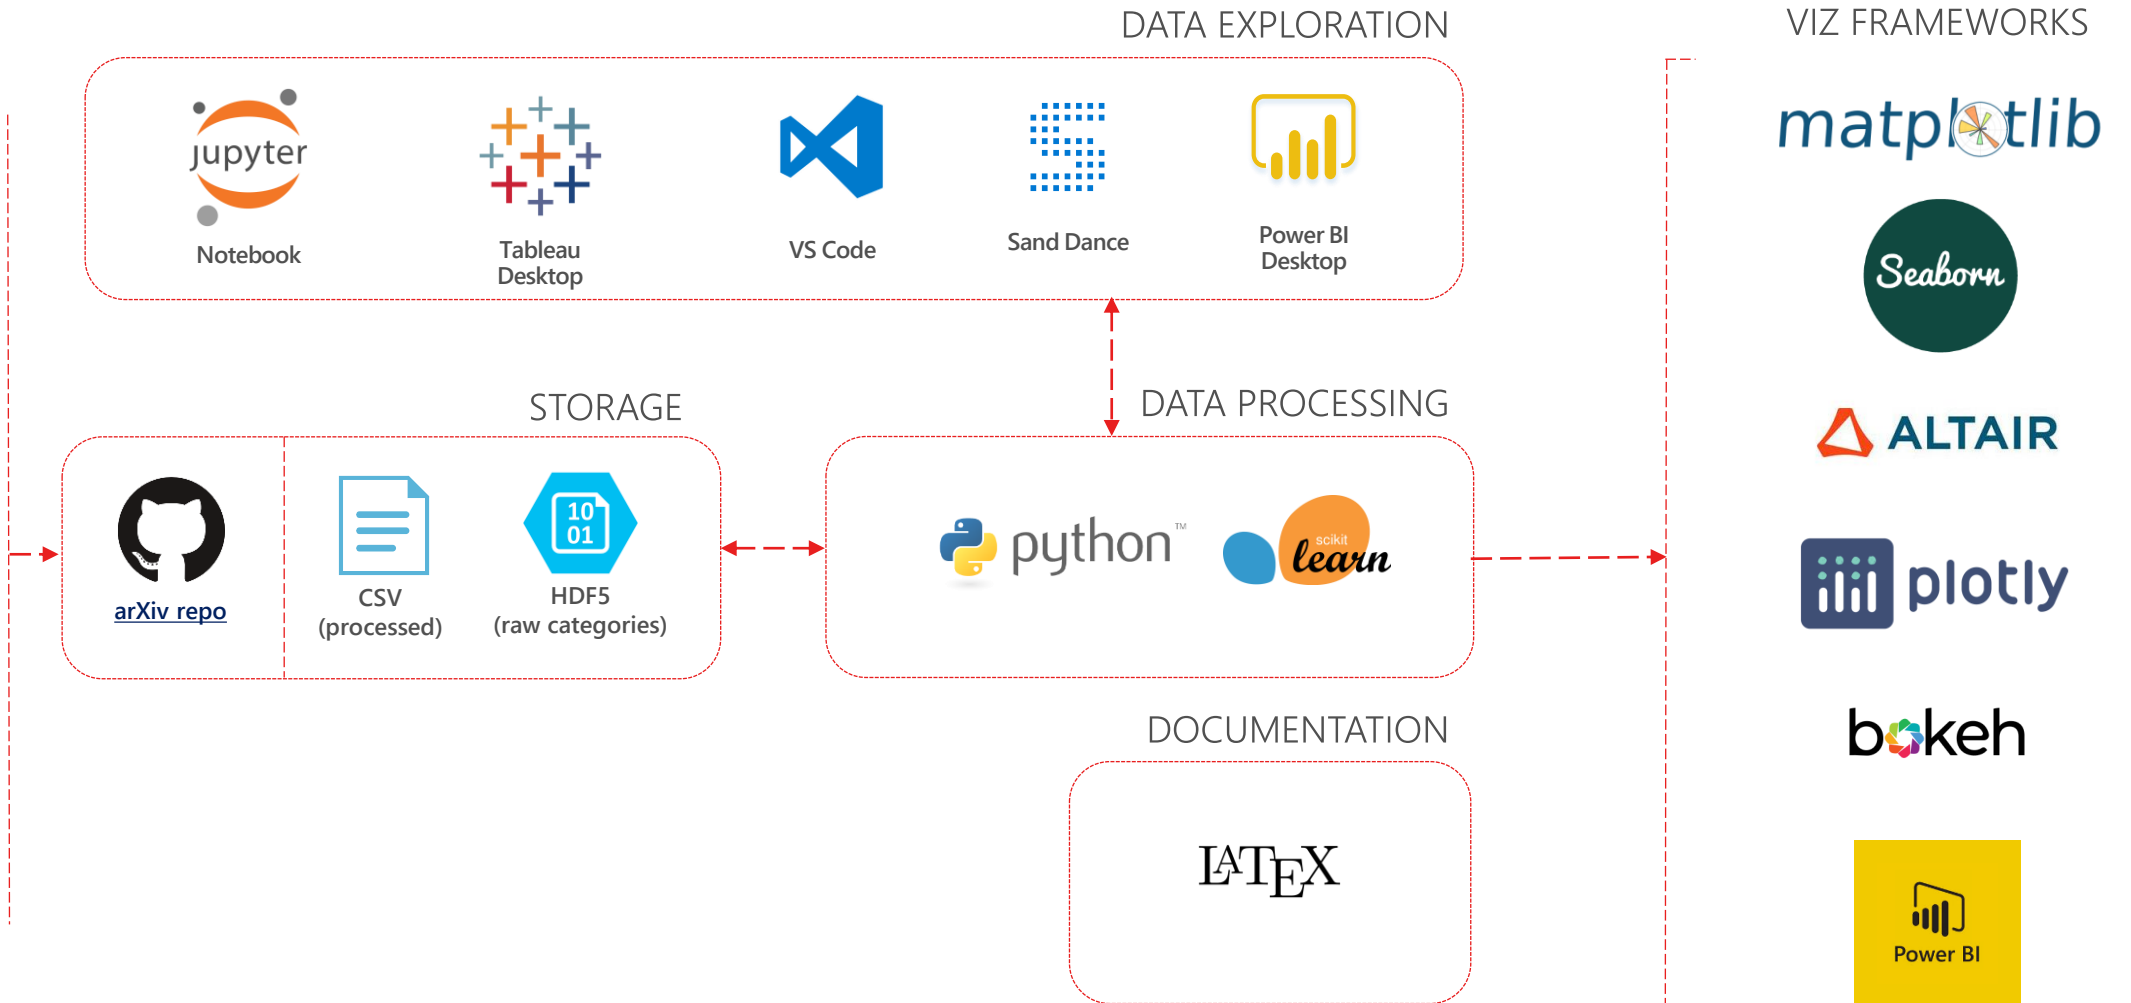 DATA EXPLORATION
VIZ FRAMEWORKS
jupyter
Notebook
Tableau
Desktop
VS Code
Sand Dance
Power BI
Desktop
matplotlib
Seaborn
ALTAIR
plotly
bokeh
Power BI
STORAGE
arXiv repo
CSV
(processed)
10
01
HDF5
(raw categories)
DATA PROCESSING
python™
scikit
learn
DOCUMENTATION
LATEX